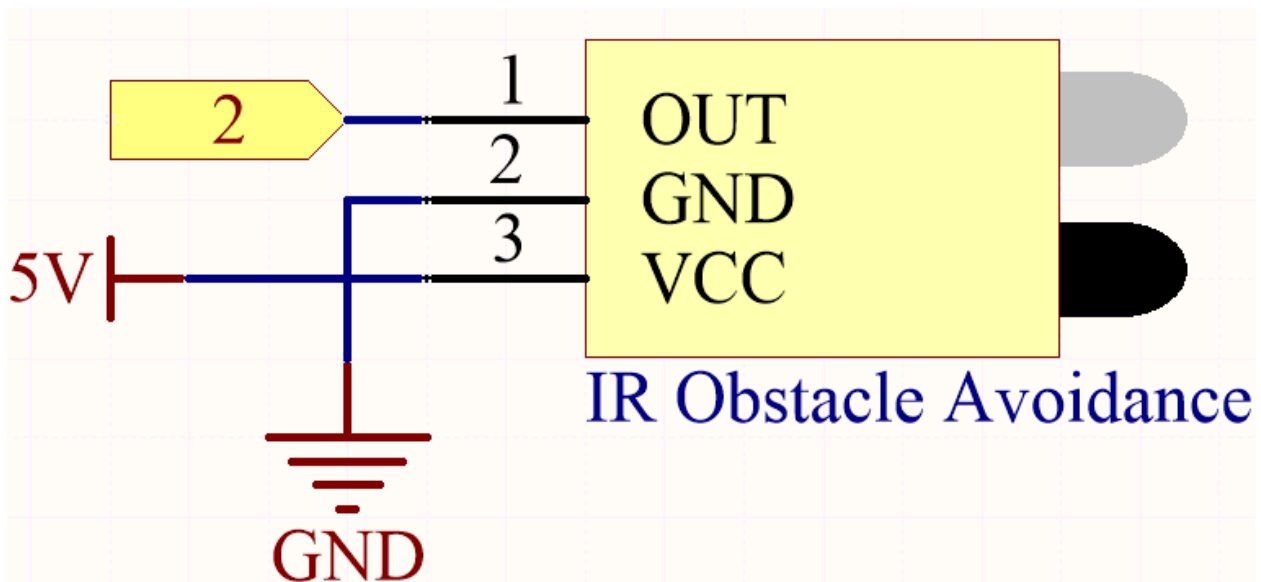 2
1
OUT
2
GND
3
VCC
5V
IR Obstacle Avoidance
GND